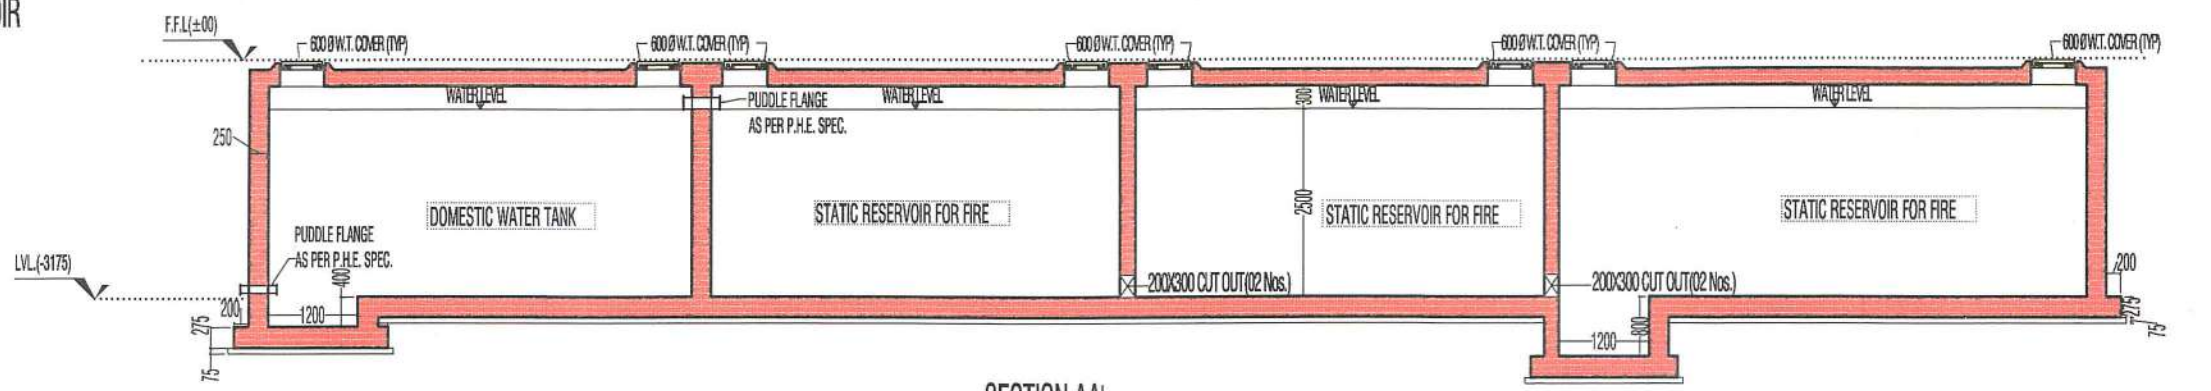 F.F.L(±00)
600 Ø W.T. COVER (TYP)
600 Ø W.T. COVER (TYP)
600 Ø W.T. COVER (TYP)
600 Ø W.T. COVER (TYP)
600 Ø W.T. COVER (TYP)
WATER LEVEL
PUDDLE FLANGE
AS PER P.H.E. SPEC.
WATER LEVEL
300
WATER LEVEL
WATER LEVEL
250
DOMESTIC WATER TANK
STATIC RESERVOIR FOR FIRE
2500
STATIC RESERVOIR FOR FIRE
STATIC RESERVOIR FOR FIRE
PUDDLE FLANGE
AS PER P.H.E. SPEC.
LVL.(-3175)
400
200X300 CUT OUT(02 Nos.)
200X300 CUT OUT(02 Nos.)
200
200
1200
275
75
800
1200
275
75
SECTION AA'